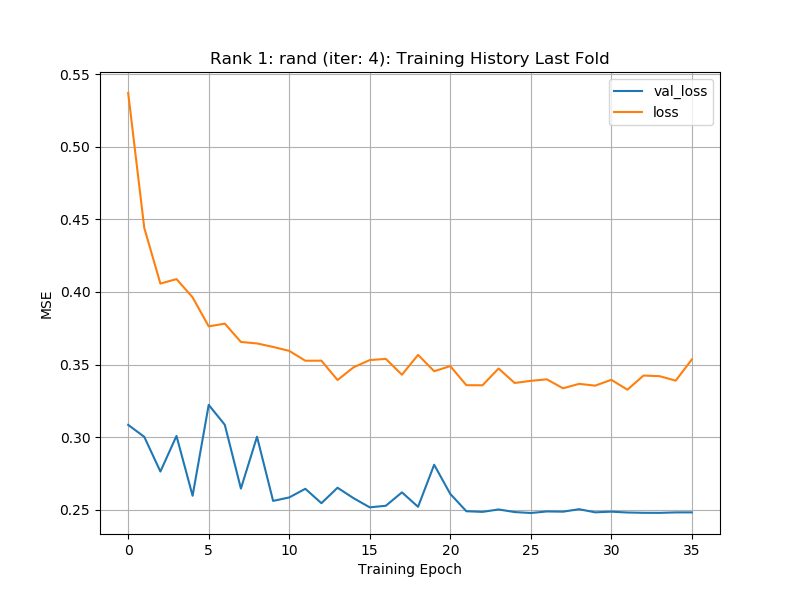 Rank 1: rand (iter: 4): Training History Last Fold
val_loss
loss
MSE
0.55
0.50
0.45
0.40
0.35
0.30
0.25
0 5 10 15 20 25 30 35
Training Epoch